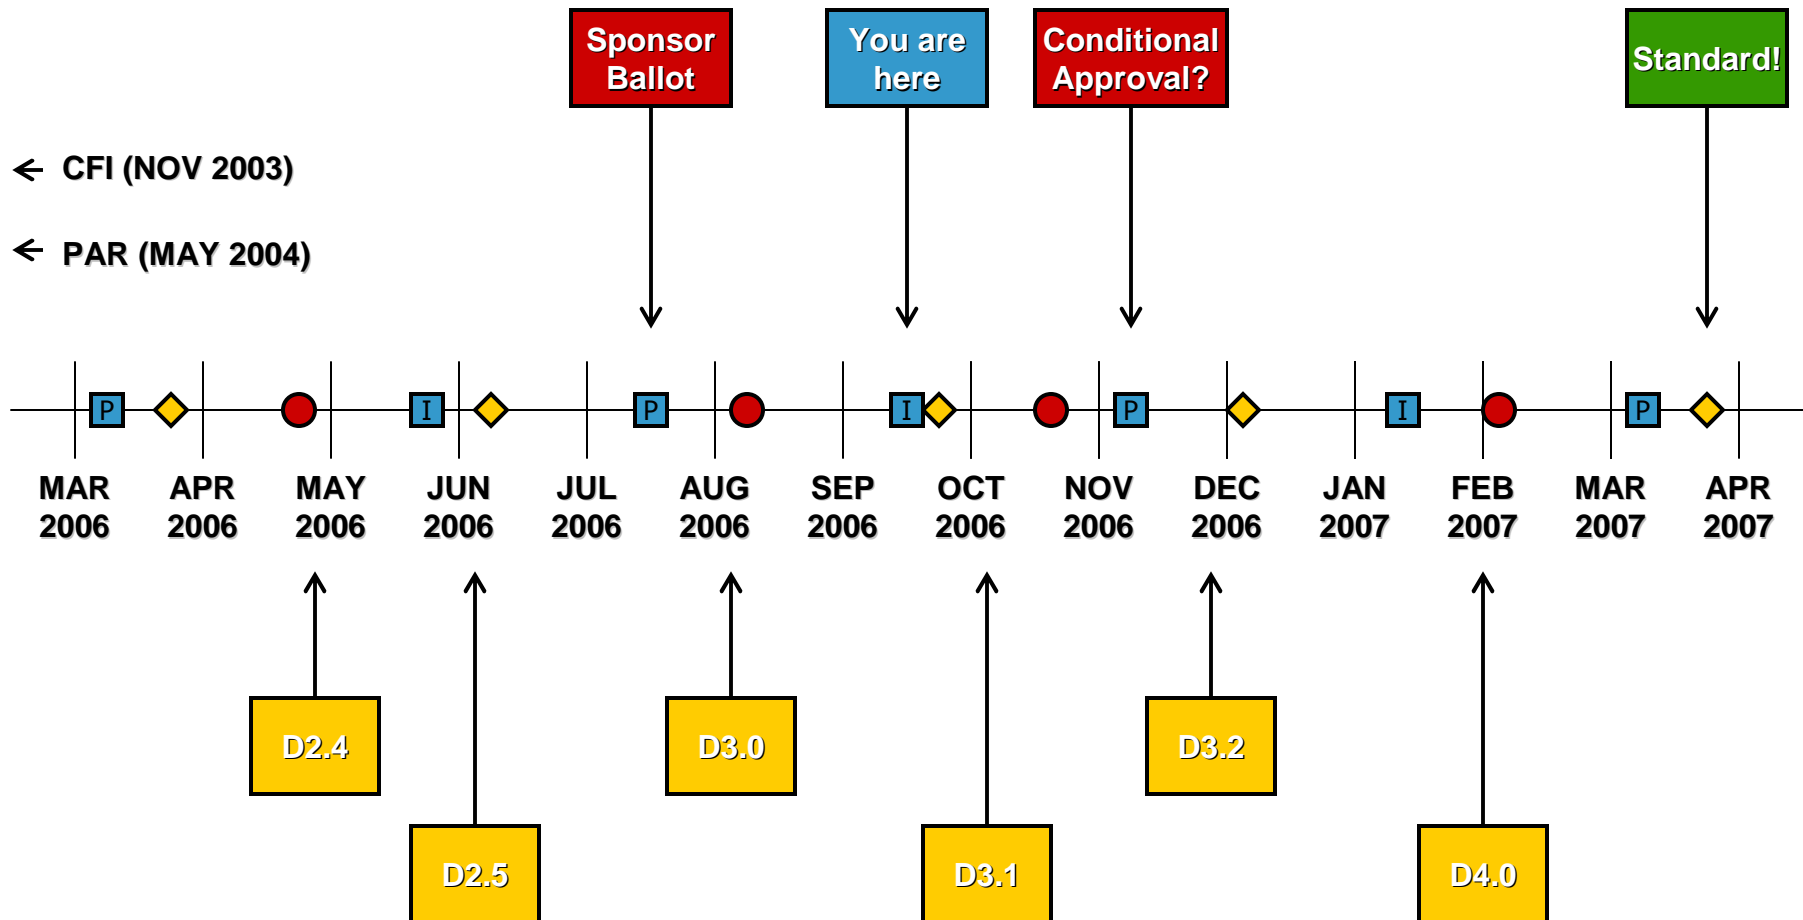 Sponsor
Ballot
You are
here
Conditional
Approval?
Standard!
CFI (NOV 2003)
PAR (MAY 2004)
P
I
P
I
P
I
P
MAR
2006
APR
2006
MAY
2006
JUN
2006
JUL
2006
AUG
2006
SEP
2006
OCT
2006
NOV
2006
DEC
2006
JAN
2007
FEB
2007
MAR
2007
APR
2007
D2.4
D3.0
D3.2
D2.5
D3.1
D4.0